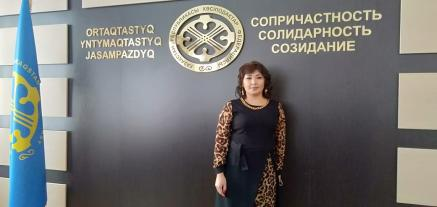 ORTAQTASTYQ
YNTYMAQTASTYQ
JASAMPAZDYQ
СОПРИЧАСТНОСТЬ
СОЛИДАРНОСТЬ
СОЗИДАНИЕ